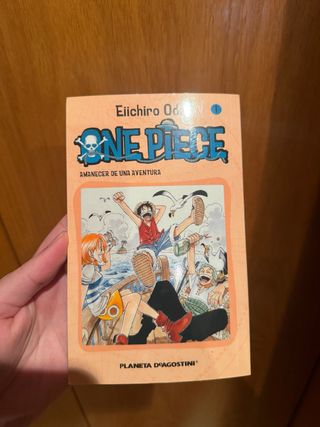 Eiichiro Oda 1
ONE PIECE
AMANECER DE UNA AVENTURA
PLANETA DeAGOSTINI